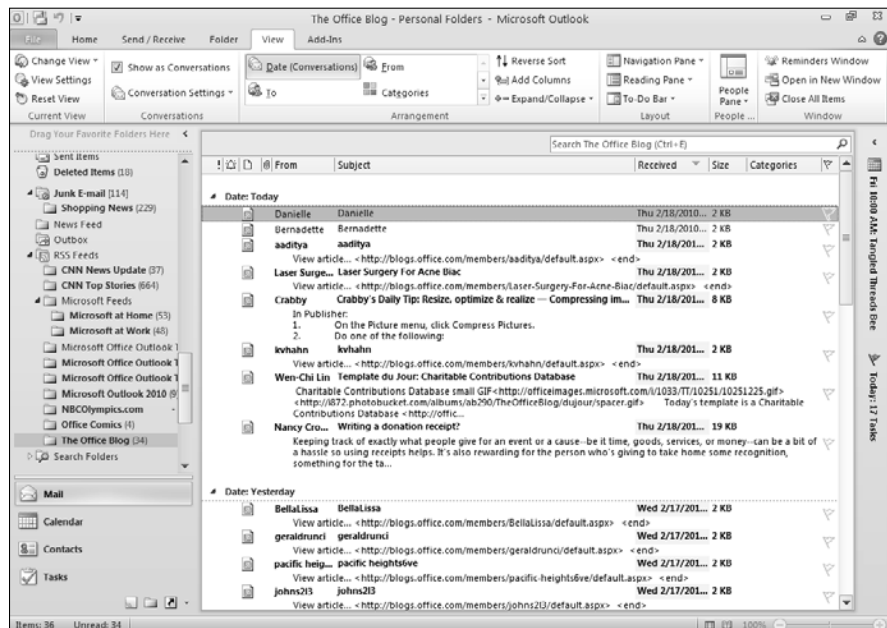 The Office Blog - Personal Folders - Microsoft Outlook
File Home Send / Receive Folder View Add-Ins
Change View
View Settings
Reset View
Current View
Show as Conversations
Conversation Settings
Conversations
Date (Conversations) From
To Categories
Arrangement
Reverse Sort
Add Columns
Expand/Collapse
Navigation Pane
Reading Pane
To-Do Bar
Layout
People
Pane
People ...
Reminders Window
Open in New Window
Close All Items
Window
Drag Your Favorite Folders Here
Sent Items
Deleted Items (18)
Junk E-mail [114]
Shopping News (229)
News Feed
Outbox
RSS Feeds
CNN News Update (37)
CNN Top Stories (664)
Microsoft Feeds
Microsoft at Home (53)
Microsoft at Work (48)
Microsoft Office Outlook T
Microsoft Office Outlook T
Microsoft Office Outlook T
Microsoft Outlook 2010 (9
NBCOlympics.com
Office Comics (4)
The Office Blog (34)
Search Folders
Mail
Calendar
Contacts
Tasks
Search The Office Blog (Ctrl+E)
! From Subject Received Size Categories
Date: Today
Danielle Danielle Thu 2/18/2010... 2 KB
Bernadette Bernadette Thu 2/18/2010... 2 KB
aaditya aaditya Thu 2/18/201... 2 KB
View article... <http://blogs.office.com/members/aaditya/default.aspx> <end>
Laser Surge... Laser Surgery For Acne Biac Thu 2/18/201... 2 KB
View article... <http://blogs.office.com/members/Laser-Surgery-For-Acne-Biac/default.aspx> <end>
Crabby Crabby's Daily Tip: Resize, optimize & realize — Compressing im... Thu 2/18/201... 8 KB
In Publisher:
1. On the Picture menu, click Compress Pictures.
2. Do one of the following:
kvhahn kvhahn Thu 2/18/201... 2 KB
View article... <http://blogs.office.com/members/kvhahn/default.aspx> <end>
Wen-Chi Lin Template du Jour: Charitable Contributions Database Thu 2/18/201... 11 KB
Charitable Contributions Database small GIF<http://officeimages.microsoft.com/i/1033/TT/10251/10251225.gif>
<http://i872.photobucket.com/albums/ab290/TheOfficeBlog/dujour/spacer.gif> Today's template is a Charitable
Contributions Database <http://offic...
Nancy Cro... Writing a donation receipt? Thu 2/18/201... 19 KB
Keeping track of exactly what people give for an event or a cause--be it time, goods, services, or money--can be a bit of
a hassle so using receipts helps. It's also rewarding for the person who's giving to take home some recognition,
something for the ta...
Date: Yesterday
BellaLissa BellaLissa Wed 2/17/201... 2 KB
View article... <http://blogs.office.com/members/BellaLissa/default.aspx> <end>
geraldrunci geraldrunci Wed 2/17/201... 2 KB
View article... <http://blogs.office.com/members/geraldrunci/default.aspx> <end>
pacific heig... pacific heights6ve Wed 2/17/201... 2 KB
View article... <http://blogs.office.com/members/pacific-heights6ve/default.aspx> <end>
johns2l3 johns2l3 Wed 2/17/201... 2 KB
View article... <http://blogs.office.com/members/johns2l3/default.aspx> <end>
Fri 10:00 AM: Tangled Threads Bee
Today: 17 Tasks
Items: 36 Unread: 34
100%